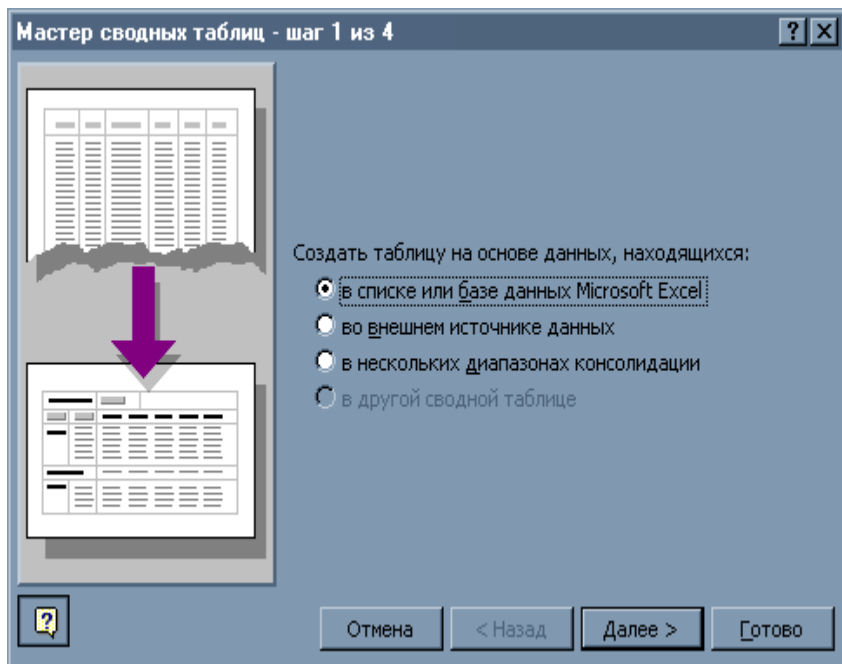 Мастер сводных таблиц - шаг 1 из 4
Создать таблицу на основе данных, находящихся:
в списке или базе данных Microsoft Excel
во внешнем источнике данных
в нескольких диапазонах консолидации
в другой сводной таблице
Отмена < Назад Далее > Готово